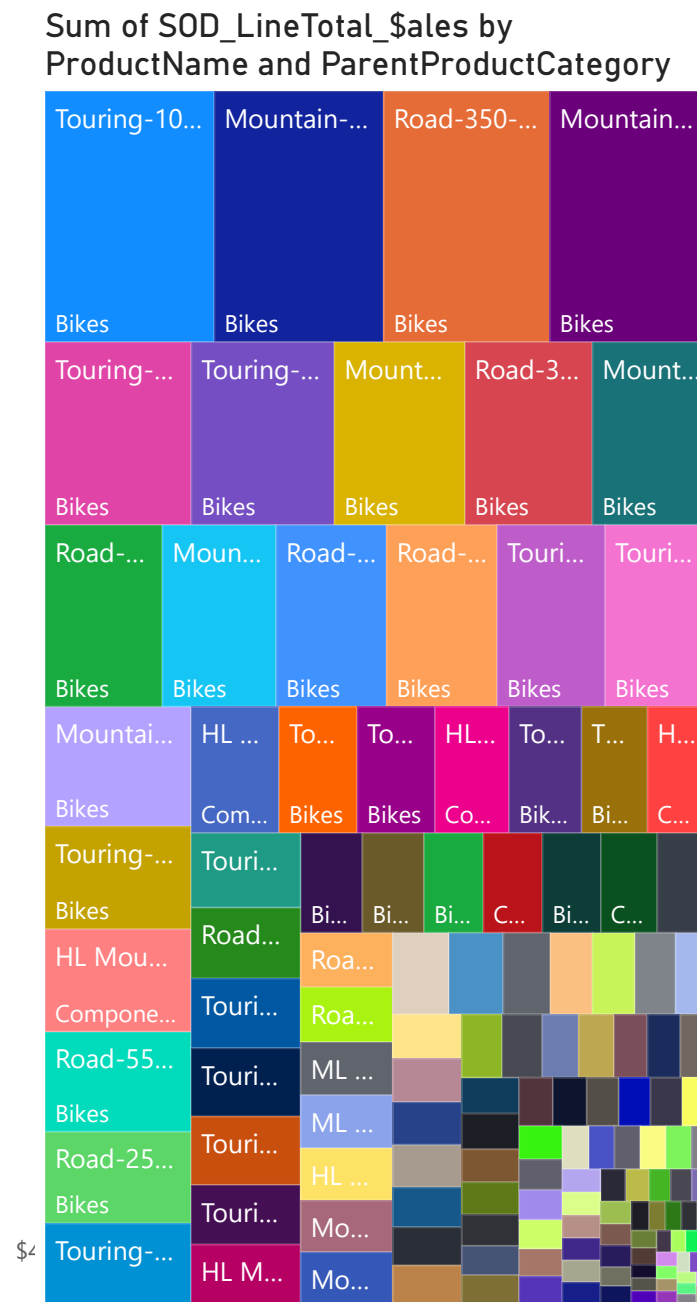 Sum of SOD_LineTotal_$ales by
ProductName and ParentProductCategory
Touring-10... Mountain-... Road-350-... Mountain...
Bikes Bikes Bikes Bikes
Touring-... Touring-... Mount... Road-3... Mount...
Bikes Bikes Bikes Bikes Bikes
Road-... Moun... Road-... Road-... Touri... Touri...
Bikes Bikes Bikes Bikes Bikes Bikes
Mountai... HL ... To... To... HL... To... T... H...
Bikes Com... Bikes Bikes Co... Bik... Bi... C...
Touring-... Touri...
Bikes Bi... Bi... Bi... C... Bi... C...
Road...
HL Mou... Roa...
Compone... Touri... Roa...
Road-55... Touri... ML ...
Bikes ML ...
Road-25... Touri... HL ...
Bikes Touri... Mo...
$4 Touring-... HL M... Mo...